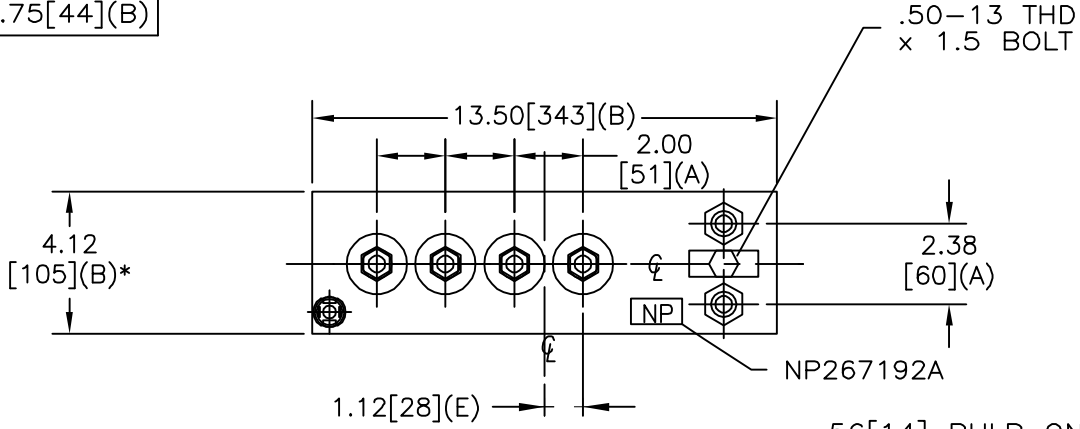 .75[44](B)
.50-13 THD
x 1.5 BOLT
13.50[343](B)
2.00
[51](A)
4.12
[105](B)*
2.38
[60](A)
NP
NP267192A
1.12[28](E)